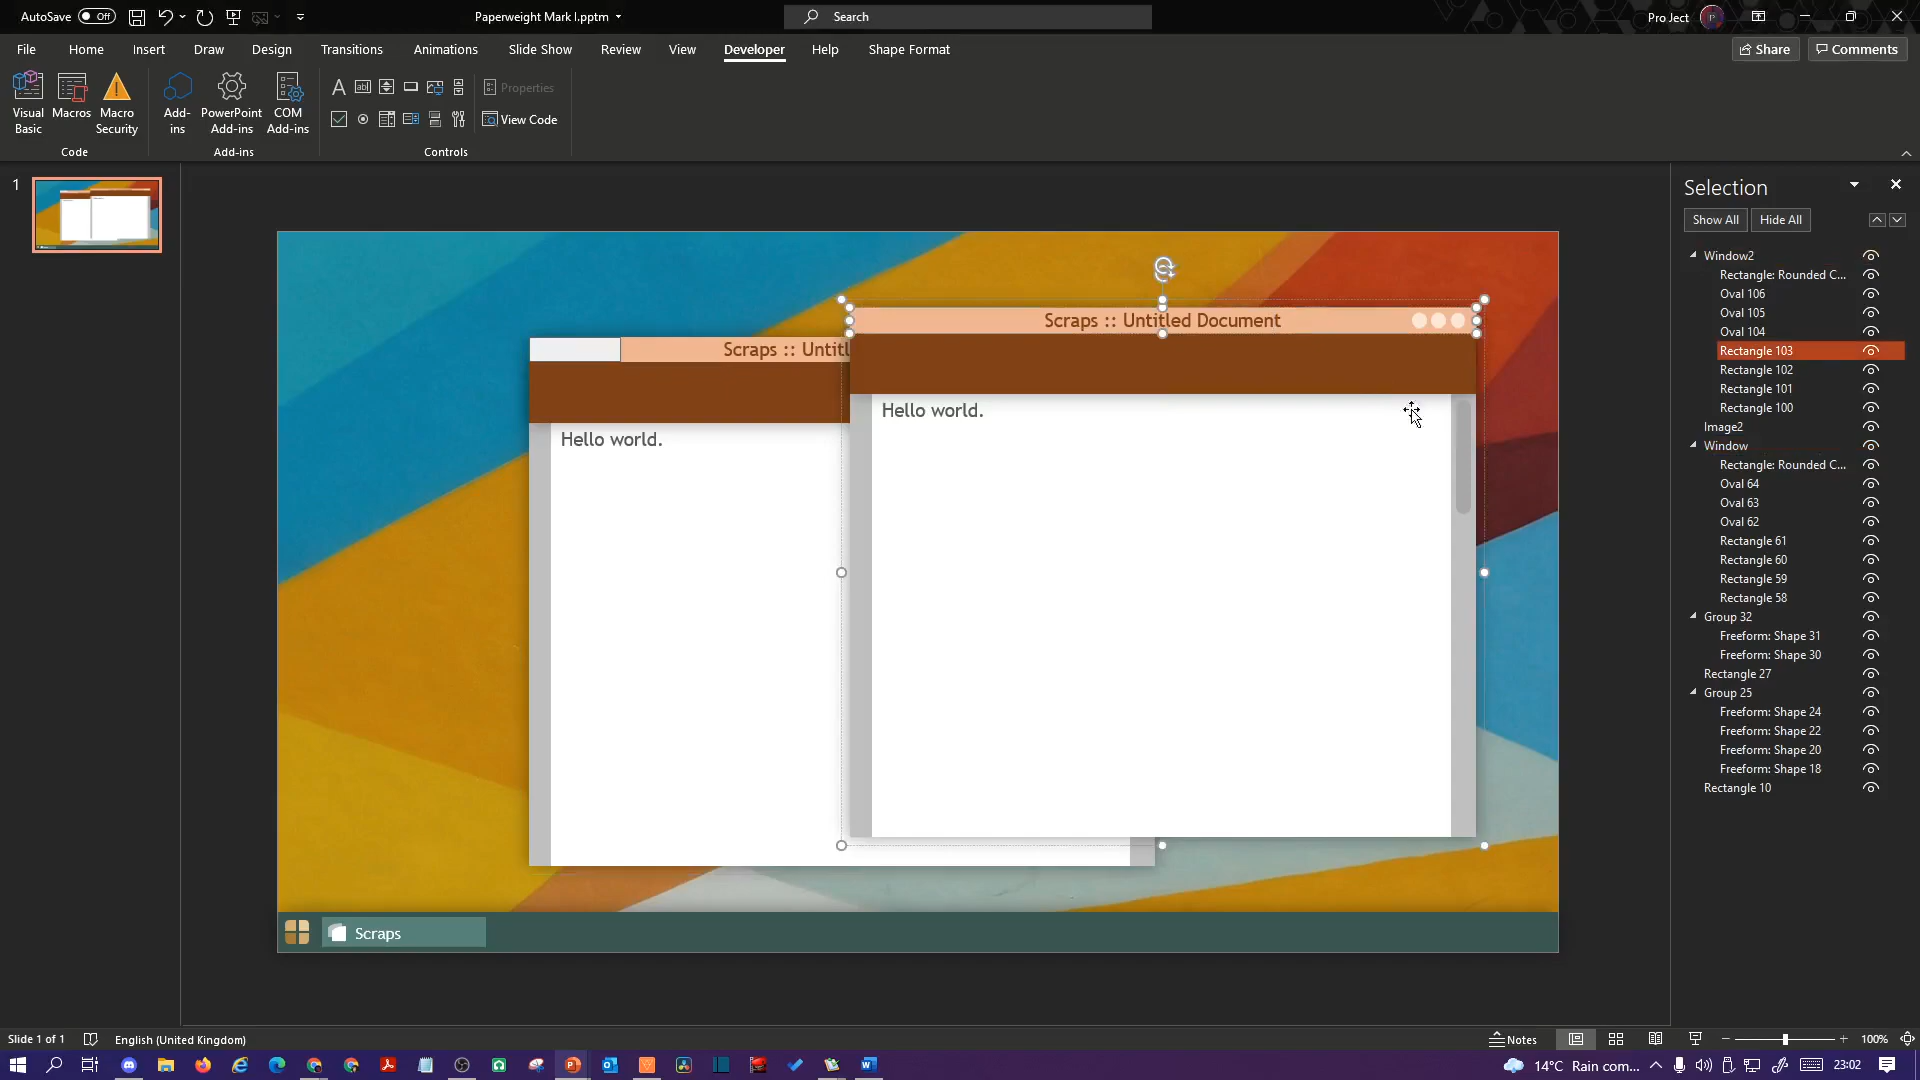 AutoSave Off Paperweight Mark I.pptm Search Pro Ject
File Home Insert Draw Design Transitions Animations Slide Show Review View Developer Help Shape Format Share Comments
Visual Basic
Macros
Macro Security
Add-ins
PowerPoint Add-ins
COM Add-ins
Properties
View Code
Code Add-ins Controls
1
Selection
Show All Hide All
Window2
Rectangle: Rounded C...
Oval 106
Oval 105
Oval 104
Rectangle 103
Rectangle 102
Rectangle 101
Rectangle 100
Image2
Window
Rectangle: Rounded C...
Oval 64
Oval 63
Oval 62
Rectangle 61
Rectangle 60
Rectangle 59
Rectangle 58
Group 32
Freeform: Shape 31
Freeform: Shape 30
Rectangle 27
Group 25
Freeform: Shape 24
Freeform: Shape 22
Freeform: Shape 20
Freeform: Shape 18
Rectangle 10
Scraps :: Untitled Document
Scraps :: Untitl
Hello world.
Hello world.
Scraps
Slide 1 of 1 English (United Kingdom) Notes 100%
14°C Rain com... 23:02